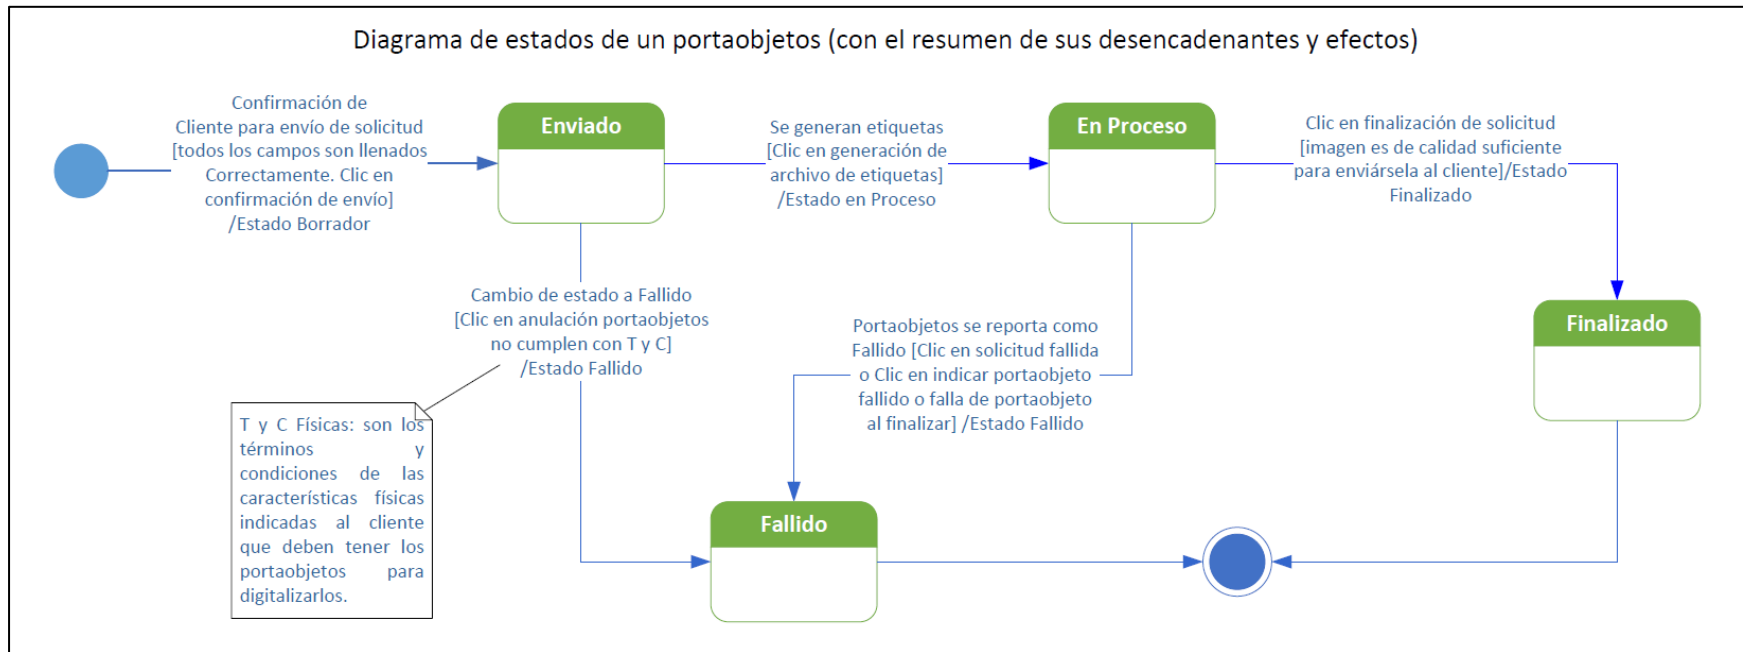 Diagrama de estados de un portaobjetos (con el resumen de sus desencadenantes y efectos)
Confirmación de
Cliente para envío de solicitud
[todos los campos son llenados
Correctamente. Clic en
confirmación de envío]
/Estado Borrador
Enviado
Se generan etiquetas
[Clic en generación de
archivo de etiquetas]
/Estado en Proceso
En Proceso
Clic en finalización de solicitud
[imagen es de calidad suficiente
para enviársela al cliente]/Estado
Finalizado
Cambio de estado a Fallido
[Clic en anulación portaobjetos
no cumplen con T y C]
/Estado Fallido
Portaobjetos se reporta como
Fallido [Clic en solicitud fallida
o Clic en indicar portaobjeto
fallido o falla de portaobjeto
al finalizar] /Estado Fallido
Finalizado
T y C Físicas: son los
términos y
condiciones de las
características físicas
indicadas al cliente
que deben tener los
portaobjetos para
digitalizarlos.
Fallido